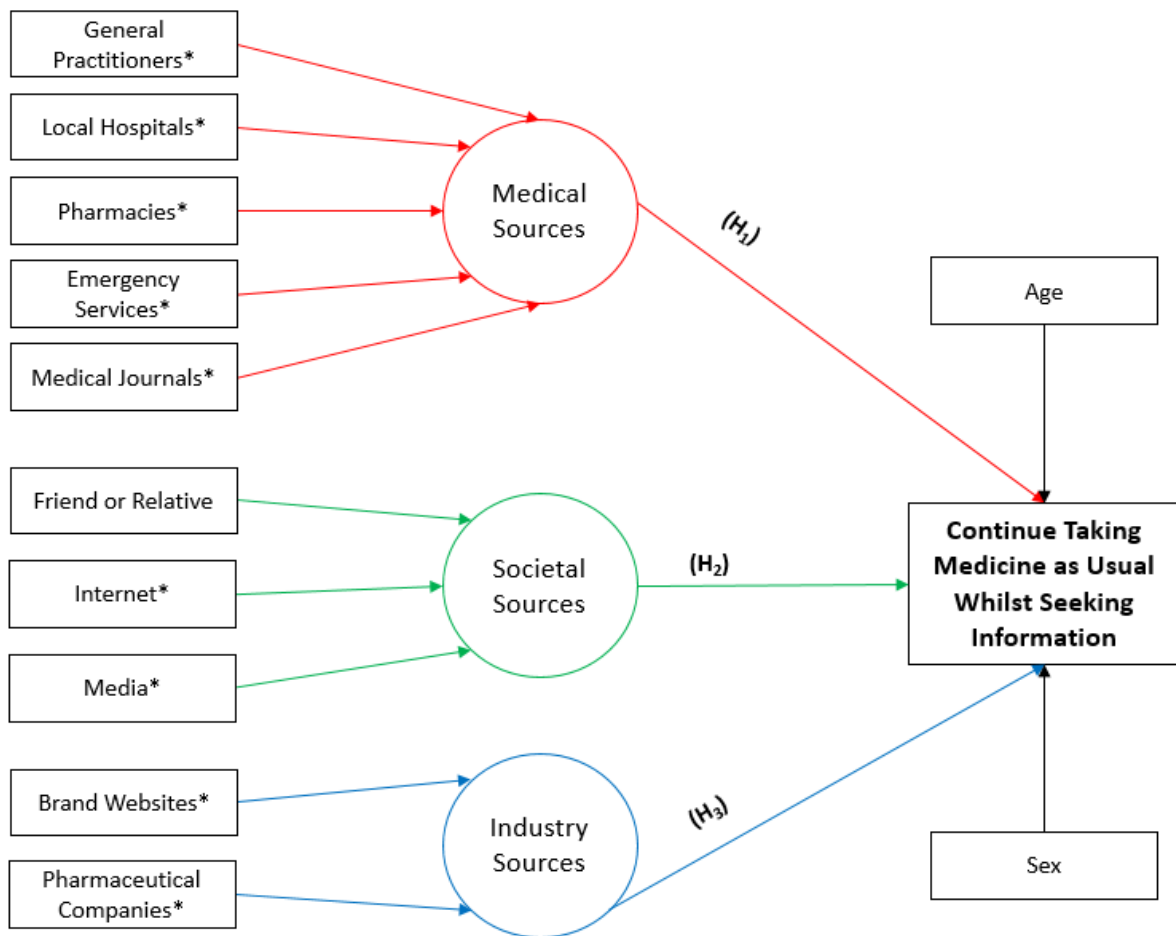 General
Practitioners*
Local Hospitals*
Pharmacies*
Emergency
Services*
Medical Journals*
Medical
Sources
(H₁)
Age
Friend or Relative
Internet*
Media*
Societal
Sources
(H₂)
Continue Taking
Medicine as Usual
Whilst Seeking
Information
Brand Websites*
Pharmaceutical
Companies*
Industry
Sources
(H₃)
Sex